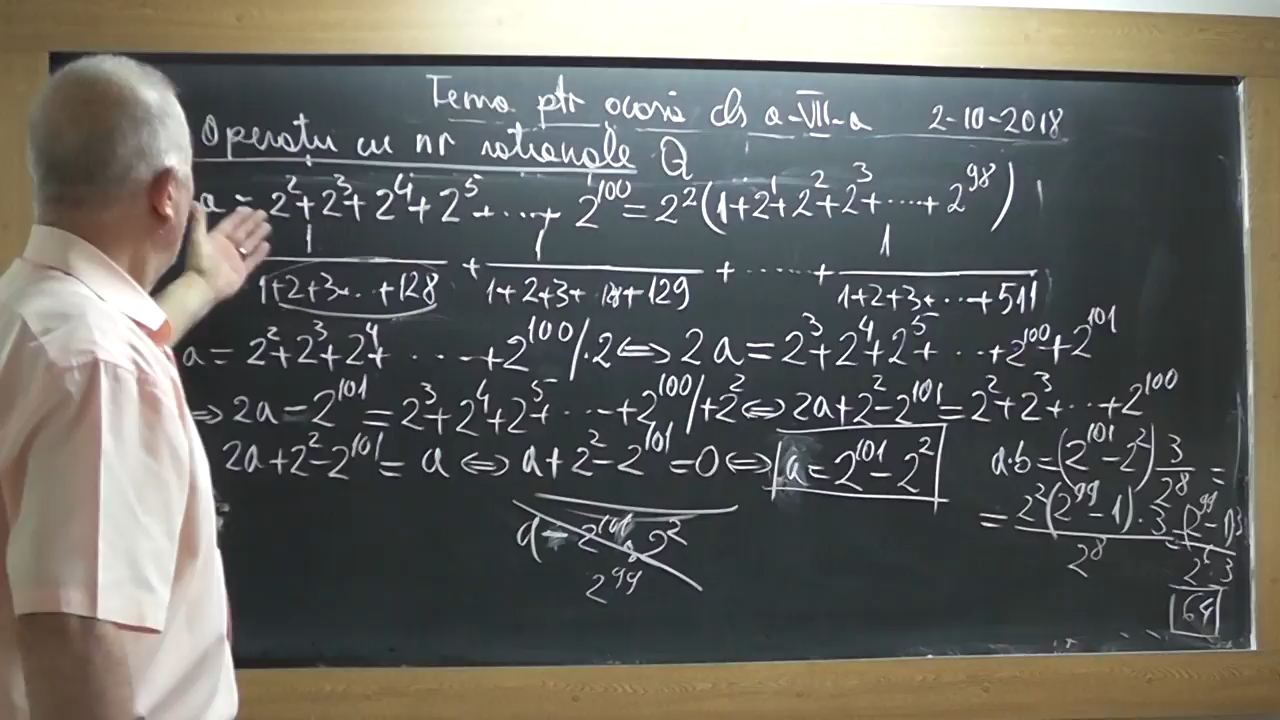 Tema ptr acasă cls a-VII-a 2-10-2018
Operații cu nr raționale Q
a = 2²+2³+2⁴+2⁵+...+2¹⁰⁰=2²(1+2¹+2²+2³+....+2⁹⁸)
1/(1+2+3+..+128) + 1/(1+2+3+128+129) + ...... + 1/(1+2+3+...+511)
a = 2²+2³+2⁴+ ... +2¹⁰⁰/.2⇔2a=2³+2⁴+2⁵+...+2¹⁰⁰+2¹⁰¹
⇒2a-2¹⁰¹=2³+2⁴+2⁵+...+2¹⁰⁰/+2²⇔2a+2²-2¹⁰¹=2²+2³+...+2¹⁰⁰
2a+2²-2¹⁰¹=a⇔a+2²-2¹⁰¹=0⇔a=2¹⁰¹-2²
a·b=(2¹⁰¹-2²)3/2⁸=
=2²(2⁹⁹-1)·3/2⁸
2⁹⁹
64